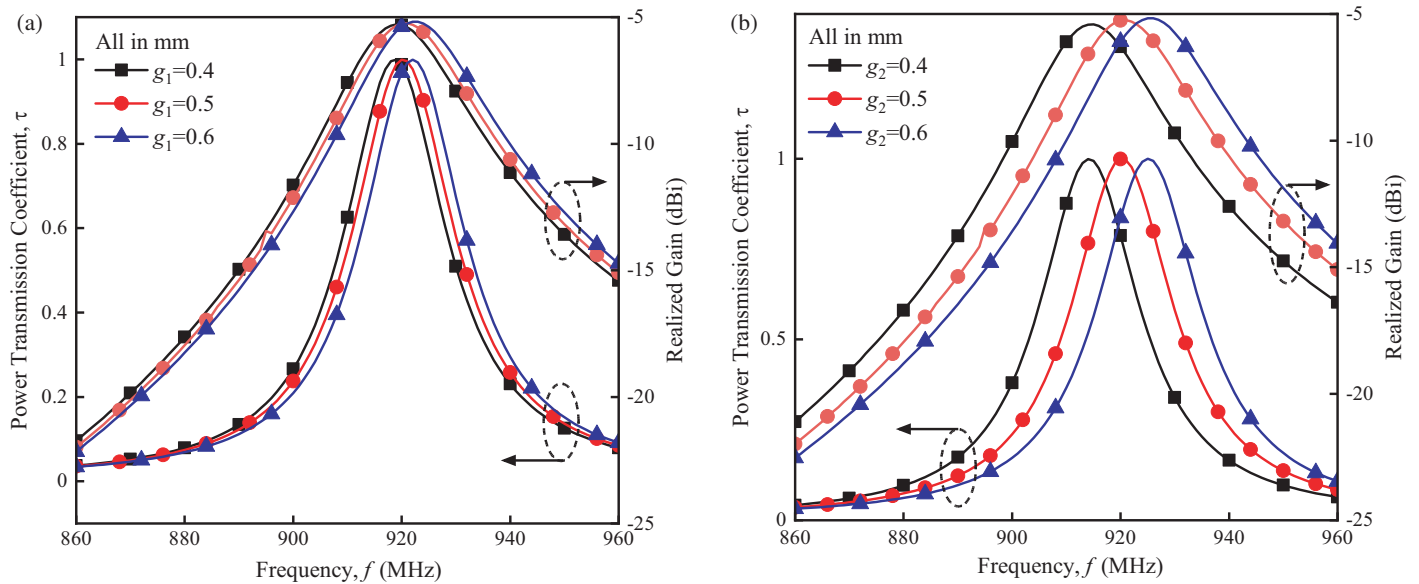 (a)
All in mm
g1=0.4
g1=0.5
g1=0.6
1
0.8
0.6
0.4
0.2
0
Power Transmission Coefficient, τ
-5
-10
-15
-20
-25
Realized Gain (dBi)
860 880 900 920 940 960
Frequency, f (MHz)
(b)
All in mm
g2=0.4
g2=0.5
g2=0.6
1
0.5
0
Power Transmission Coefficient, τ
-5
-10
-15
-20
-25
Realized Gain (dBi)
860 880 900 920 940 960
Frequency, f (MHz)